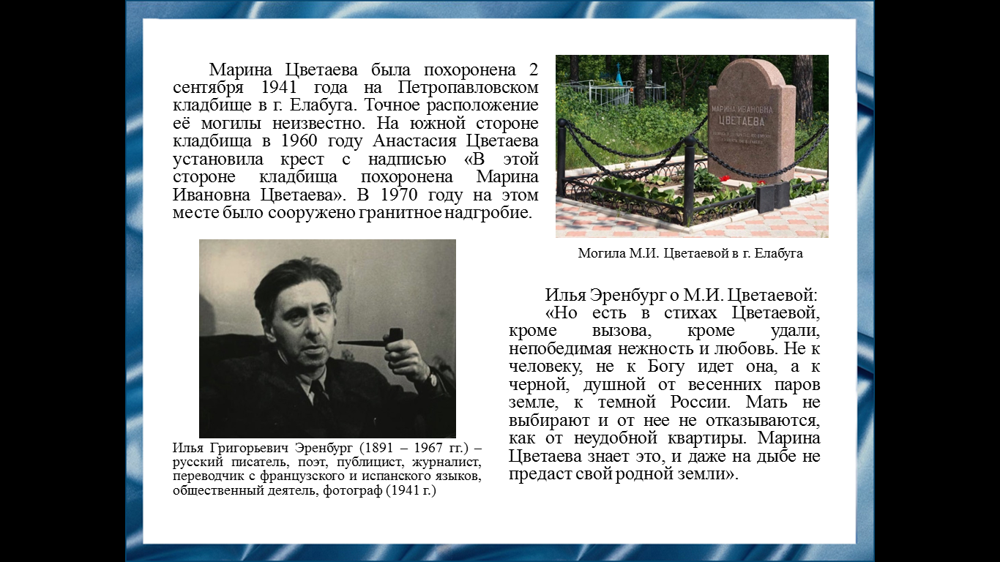 Марина Цветаева была похоронена 2
сентября 1941 года на Петропавловском
кладбище в г. Елабуга. Точное расположение
её могилы неизвестно. На южной стороне
кладбища в 1960 году Анастасия Цветаева
установила крест с надписью «В этой
стороне кладбища похоронена Марина
Ивановна Цветаева». В 1970 году на этом
месте было сооружено гранитное надгробие.
МАРИНА ИВАНОВНА
ЦВЕТАЕВА
Могила М.И. Цветаевой в г. Елабуга
Илья Григорьевич Эренбург (1891 – 1967 гг.) –
русский писатель, поэт, публицист, журналист,
переводчик с французского и испанского языков,
общественный деятель, фотограф (1941 г.)
Илья Эренбург о М.И. Цветаевой:
«Но есть в стихах Цветаевой,
кроме вызова, кроме удали,
непобедимая нежность и любовь. Не к
человеку, не к Богу идет она, а к
черной, душной от весенних паров
земле, к темной России. Мать не
выбирают и от нее не отказываются,
как от неудобной квартиры. Марина
Цветаева знает это, и даже на дыбе не
предаст свой родной земли».